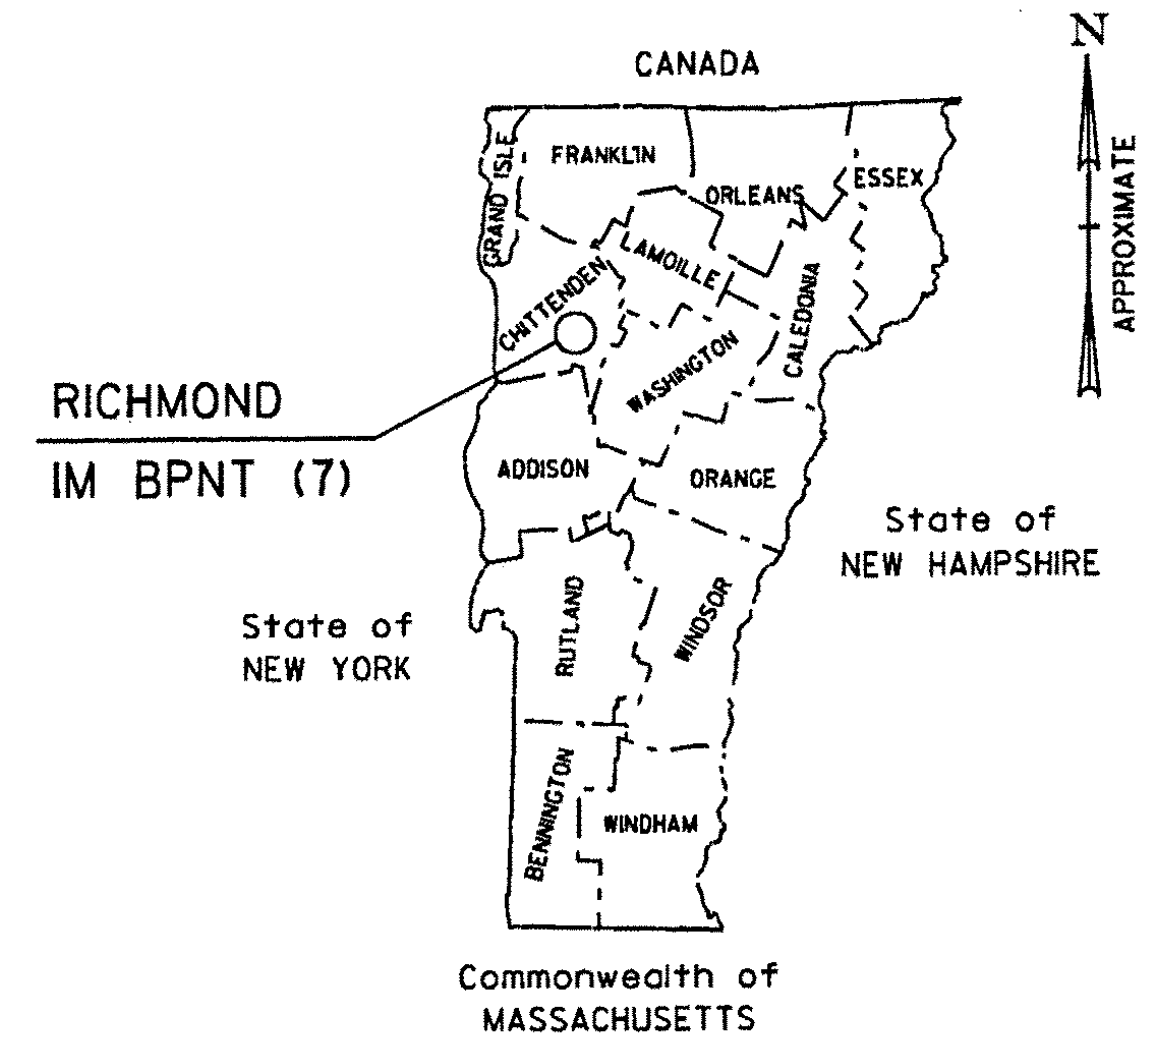 N
CANADA
APPROXIMATE
GRAND ISLE
FRANKLIN
ORLEANS
ESSEX
LAMOILLE
CHITTENDEN
CALEDONIA
WASHINGTON
RICHMOND
IM BPNT (7)
ADDISON
ORANGE
State of
NEW HAMPSHIRE
State of
NEW YORK
RUTLAND
WINDSOR
BENNINGTON
WINDHAM
Commonwealth of
MASSACHUSETTS